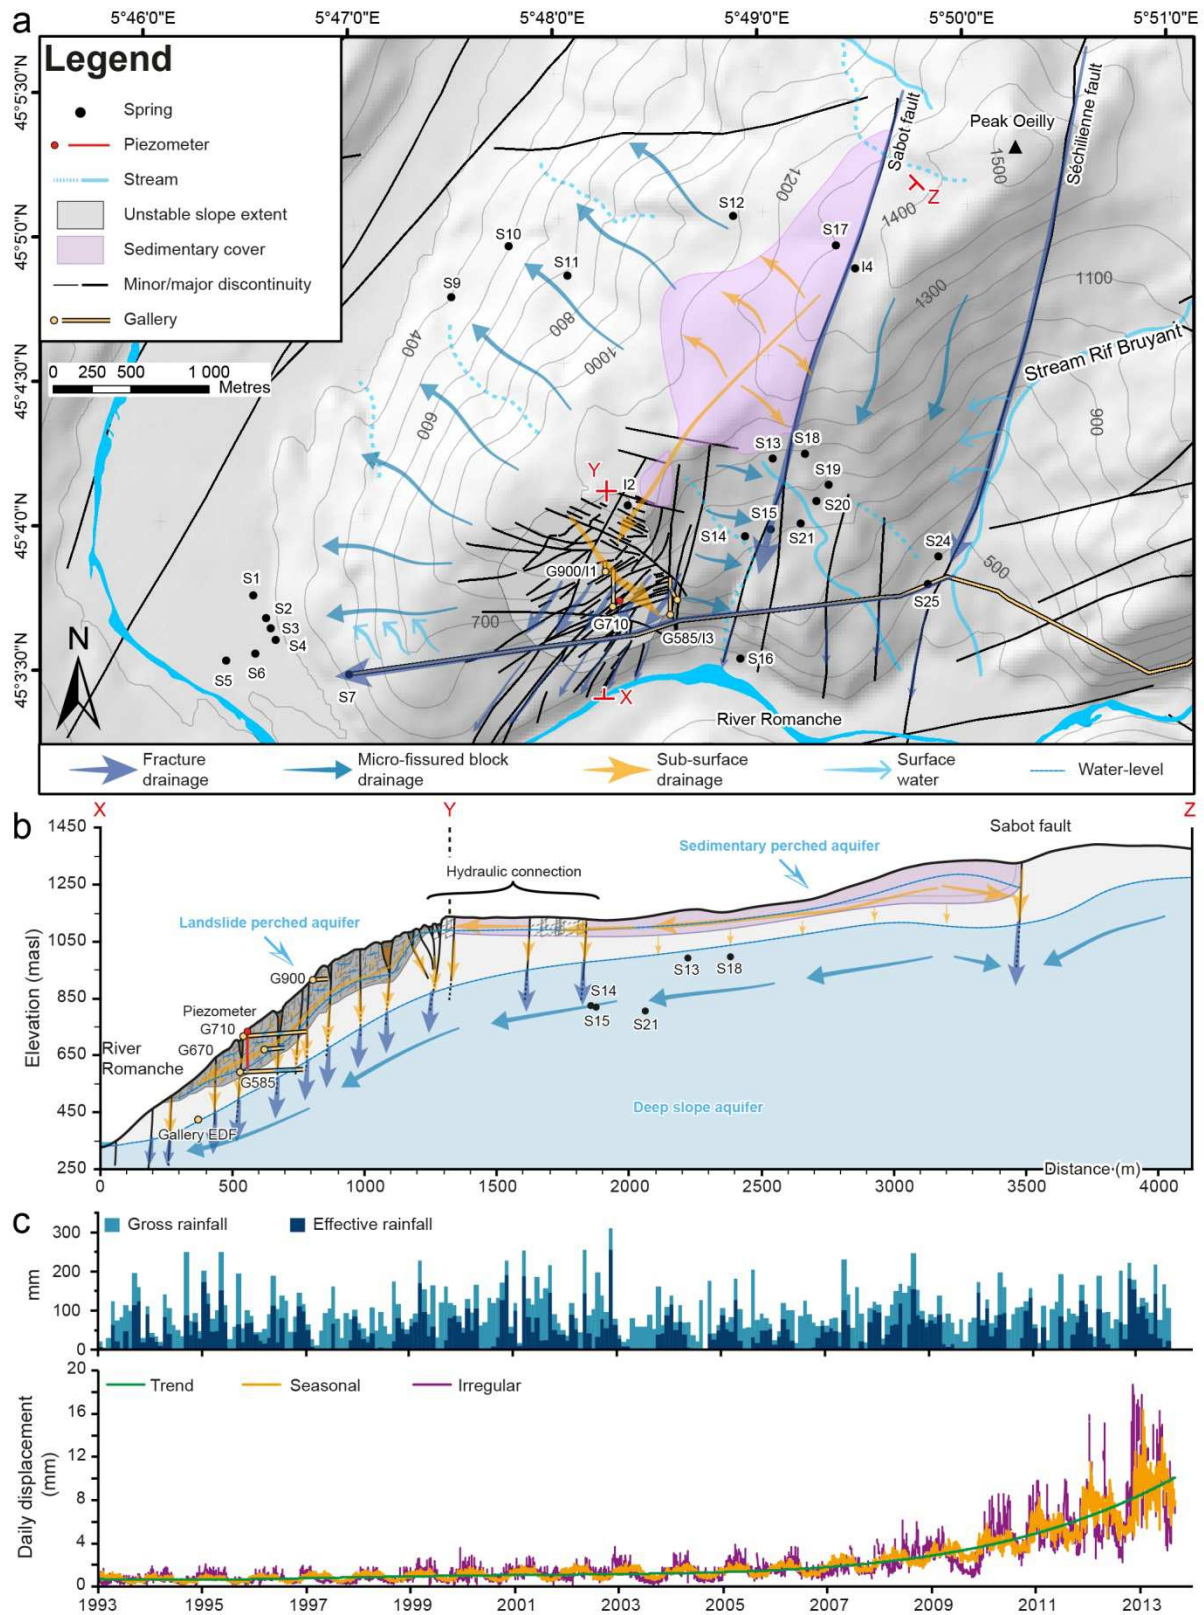 a
5°46'0"E 5°47'0"E 5°48'0"E 5°49'0"E 5°50'0"E 5°51'0"E
45°5'30"N
45°5'0"N
45°4'30"N
45°4'0"N
45°3'30"N
Legend
Spring
Piezometer
Stream
Unstable slope extent
Sedimentary cover
Minor/major discontinuity
Gallery
0 250 500 1 000
Metres
N
Sabot fault
Séchilienne fault
Peak Oeilly
1500
1200
1400
Z
S12
S17
I4
S10
S11
S9
1300
1100
400
800
1000
Stream Rif Bruyant
600
900
S13
S18
S19
S20
Y
I2
S15
S14
S21
S24
500
S25
G900/I1
S1
S2
S3
S4
S5
S6
S7
700
G710
G585/I3
S16
X
River Romanche
Fracture
drainage
Micro-fissured block
drainage
Sub-surface
drainage
Surface
water
Water-level
b
X Y Z
1450
1250
1050
850
650
450
250
Elevation (masl)
Sabot fault
Sedimentary perched aquifer
Hydraulic connection
Landslide perched aquifer
G900
S13
S18
S14
S15
S21
Piezometer
G710
G670
G585
River
Romanche
Gallery EDF
Deep slope aquifer
Distance (m)
0 500 1000 1500 2000 2500 3000 3500 4000
c
Gross rainfall
Effective rainfall
300
200
100
0
mm
1995 1997 1999 2001 2003 2005 2007 2009 2011 2013
20
16
12
8
4
0
Daily displacement
(mm)
Trend
Seasonal
Irregular
1993 1995 1997 1999 2001 2003 2005 2007 2009 2011 2013